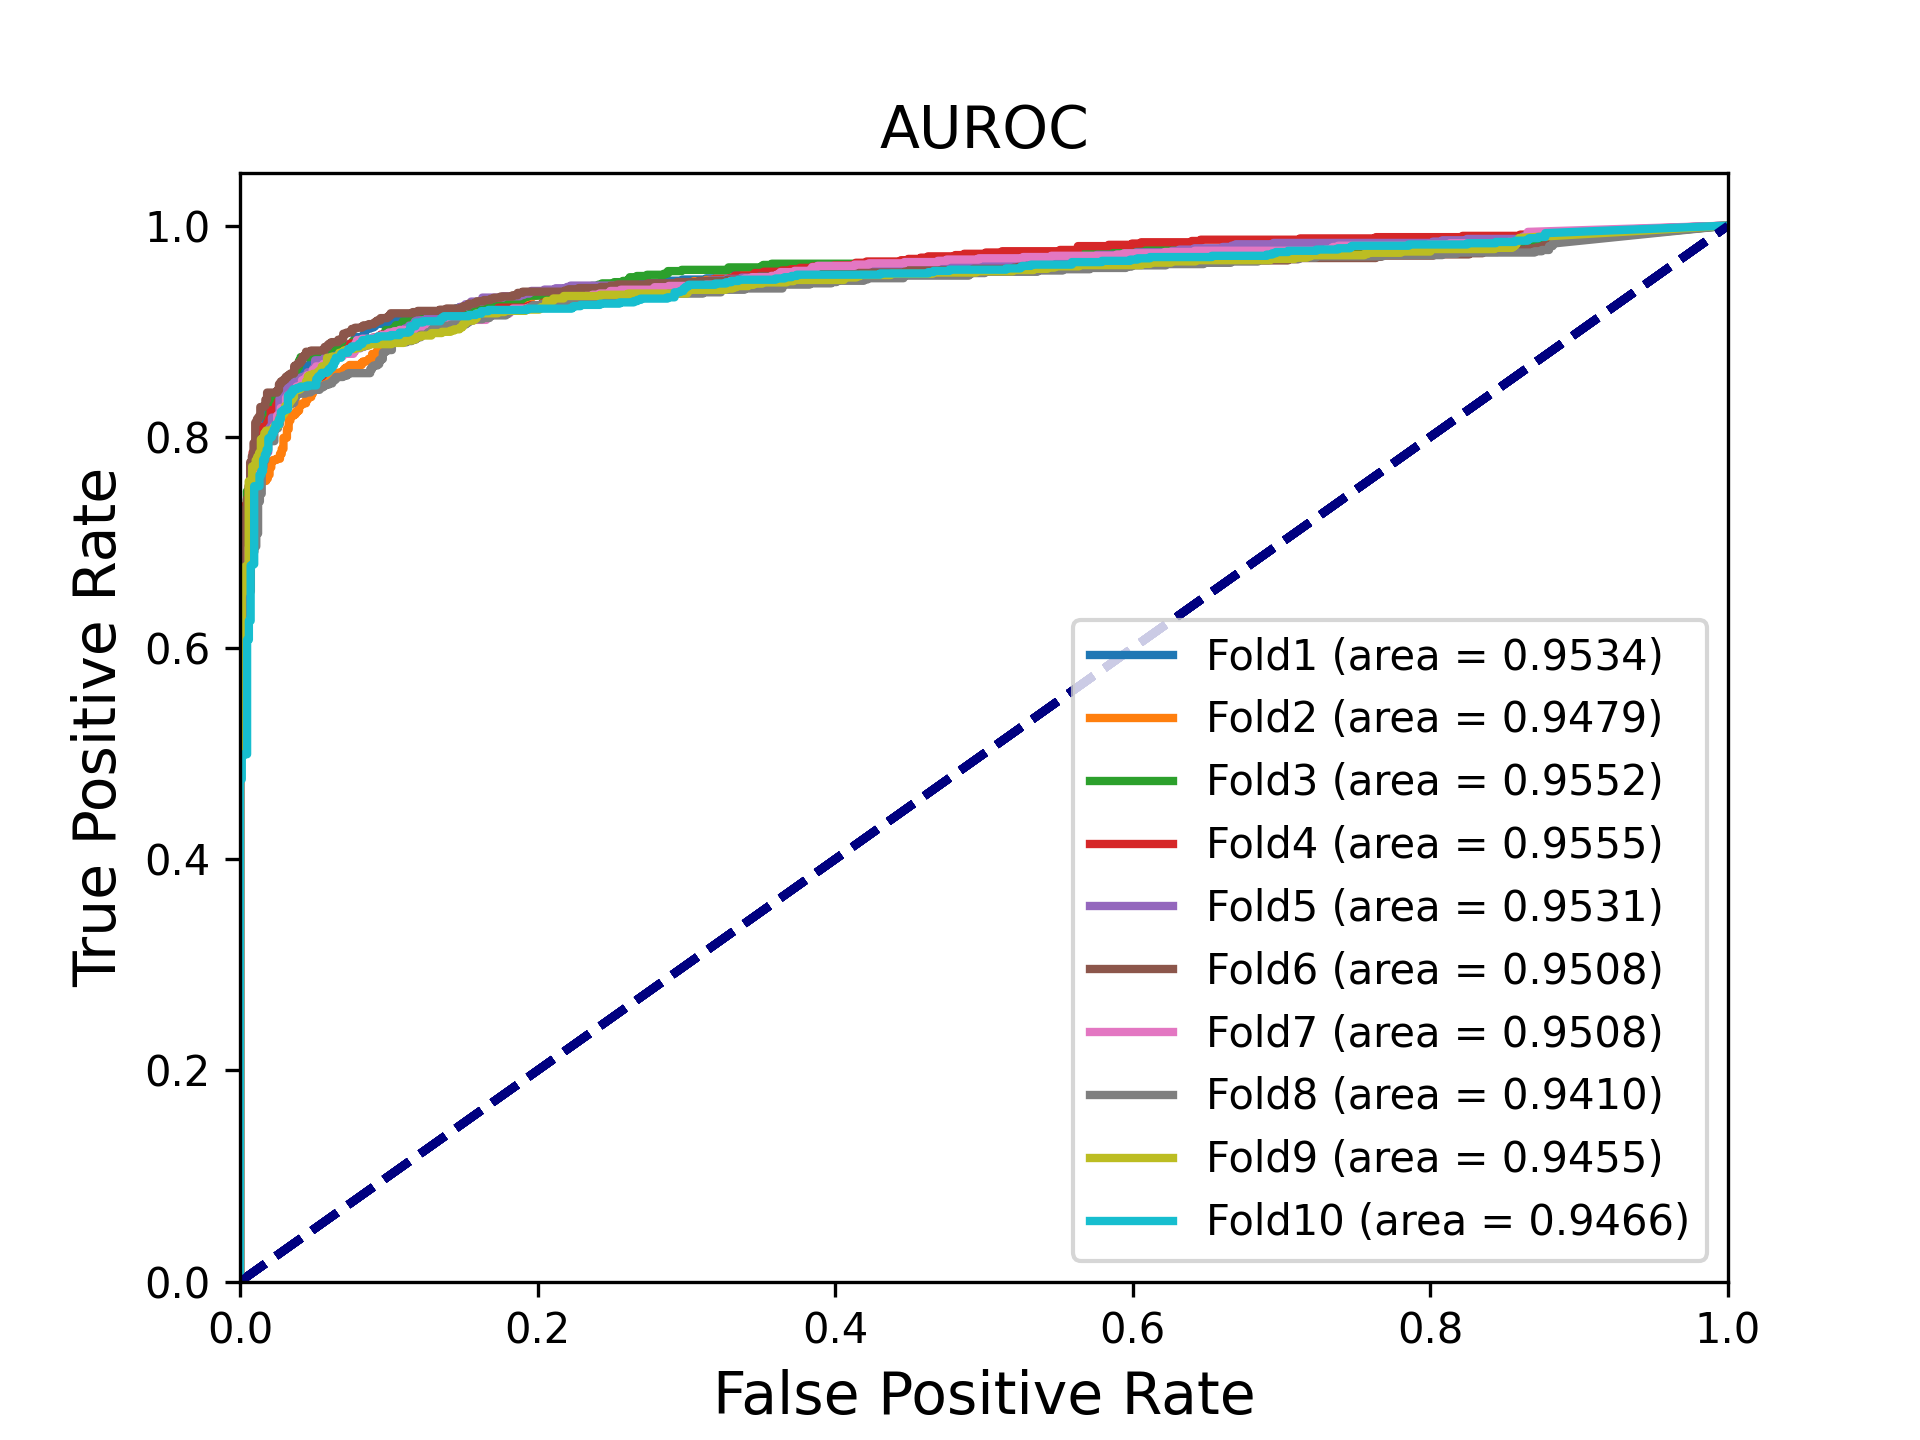 AUROC
True Positive Rate
1.0
0.8
0.6
0.4
0.2
0.0
Fold1 (area = 0.9534)
Fold2 (area = 0.9479)
Fold3 (area = 0.9552)
Fold4 (area = 0.9555)
Fold5 (area = 0.9531)
Fold6 (area = 0.9508)
Fold7 (area = 0.9508)
Fold8 (area = 0.9410)
Fold9 (area = 0.9455)
Fold10 (area = 0.9466)
0.0 0.2 0.4 0.6 0.8 1.0
False Positive Rate